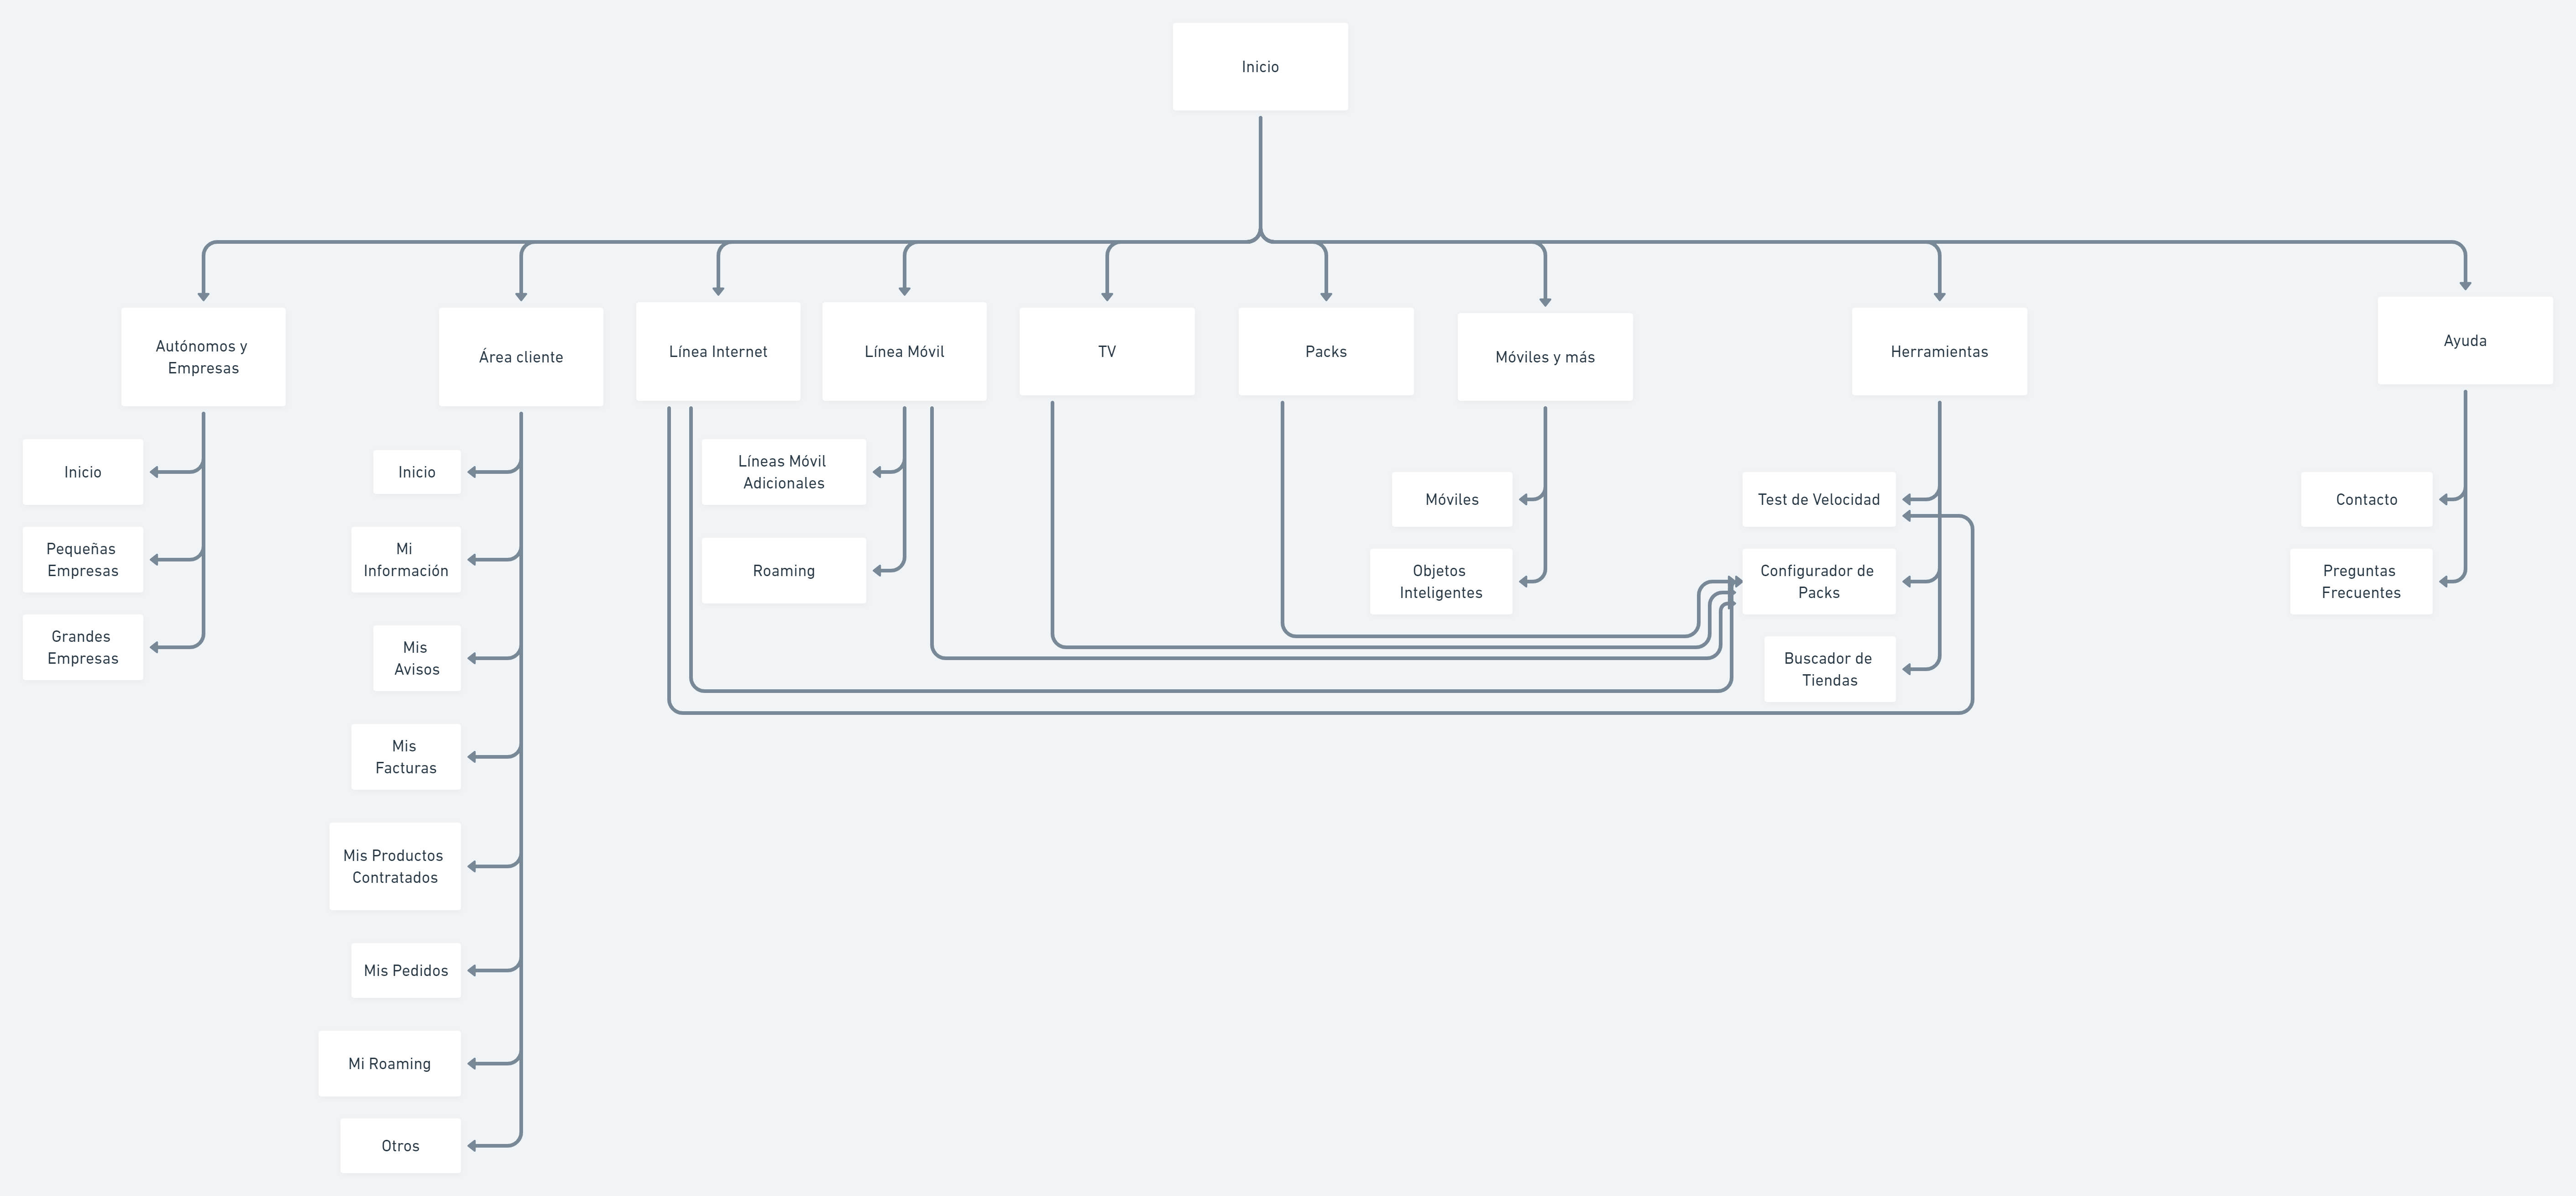 Inicio
Autónomos y
Empresas
Área cliente
Línea Internet
Línea Móvil
TV
Packs
Móviles y más
Herramientas
Ayuda
Inicio
Pequeñas
Empresas
Grandes
Empresas
Inicio
Mi
Información
Mis
Avisos
Mis
Facturas
Mis Productos
Contratados
Mis Pedidos
Mi Roaming
Otros
Líneas Móvil
Adicionales
Roaming
Móviles
Objetos
Inteligentes
Test de Velocidad
Configurador de
Packs
Buscador de
Tiendas
Contacto
Preguntas
Frecuentes